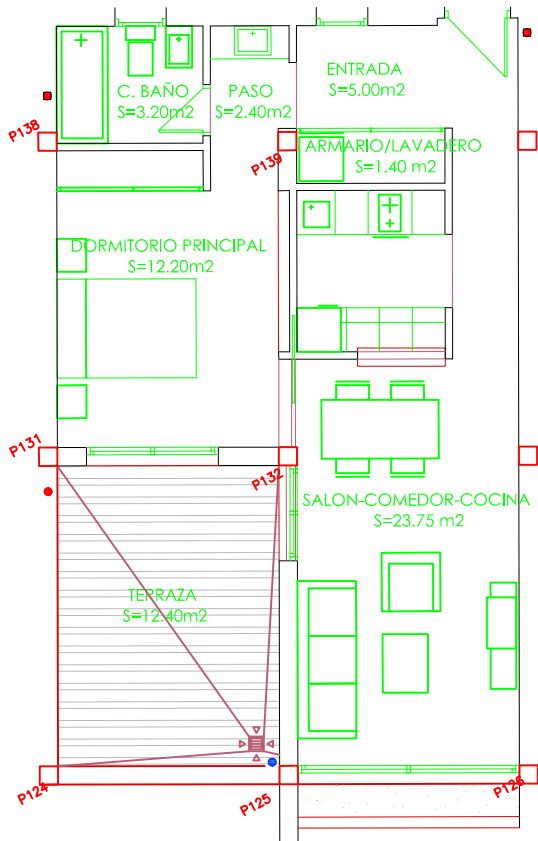 ENTRADA
S=5.00m2
C. BAÑO
S=3.20m2
PASO
S=2.40m2
P138
P139
ARMARIO/LAVADERO
S=1.40 m2
DORMITORIO PRINCIPAL
S=12.20m2
P131
P132
SALON-COMEDOR-COCINA
S=23.75 m2
TERRAZA
S=12.40m2
P124
P125
P126